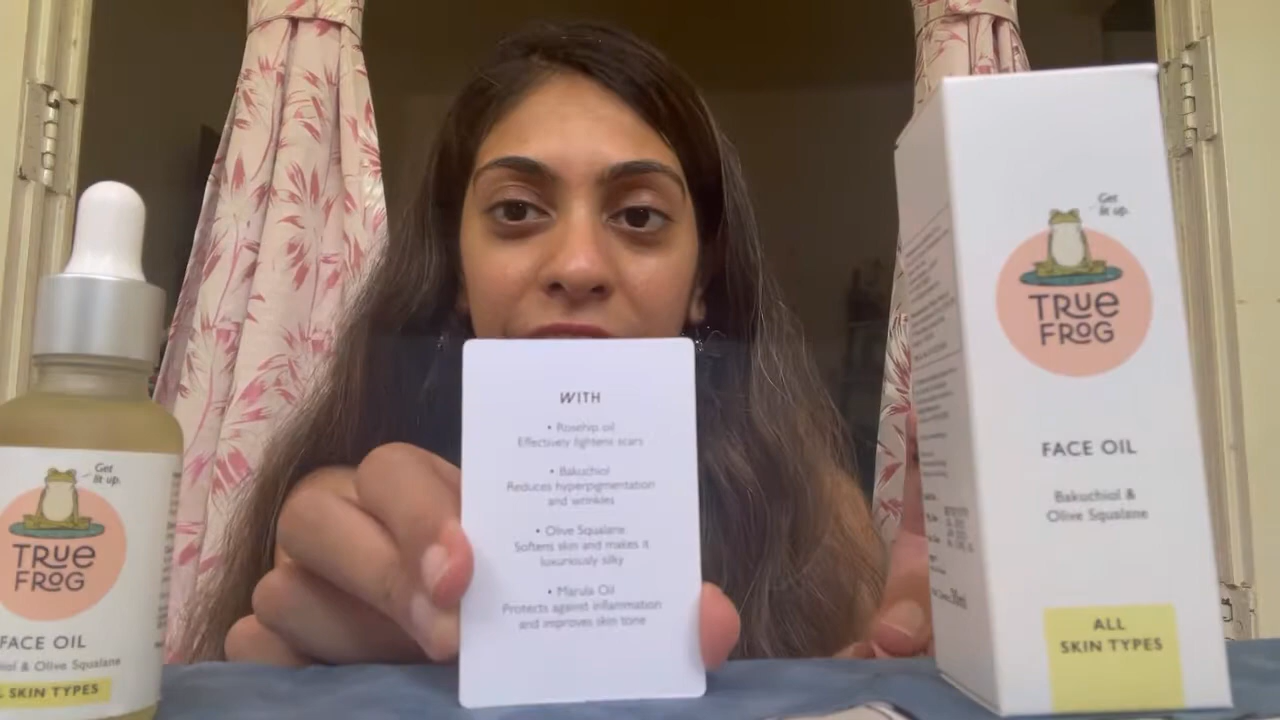 Get
lit up.
TRUE
FROG
FACE OIL
& Olive Squalane
SKIN TYPES
WITH
• Rosehip oil
Effectively lightens scars
• Bakuchiol
Reduces hyperpigmentation
and wrinkles
• Olive Squalane
Softens skin and makes it
luxuriously silky
• Marula Oil
Protects against inflammation
and improves skin tone
Get
lit up.
TRUE
FROG
FACE OIL
Bakuchiol &
Olive Squalane
ALL
SKIN TYPES